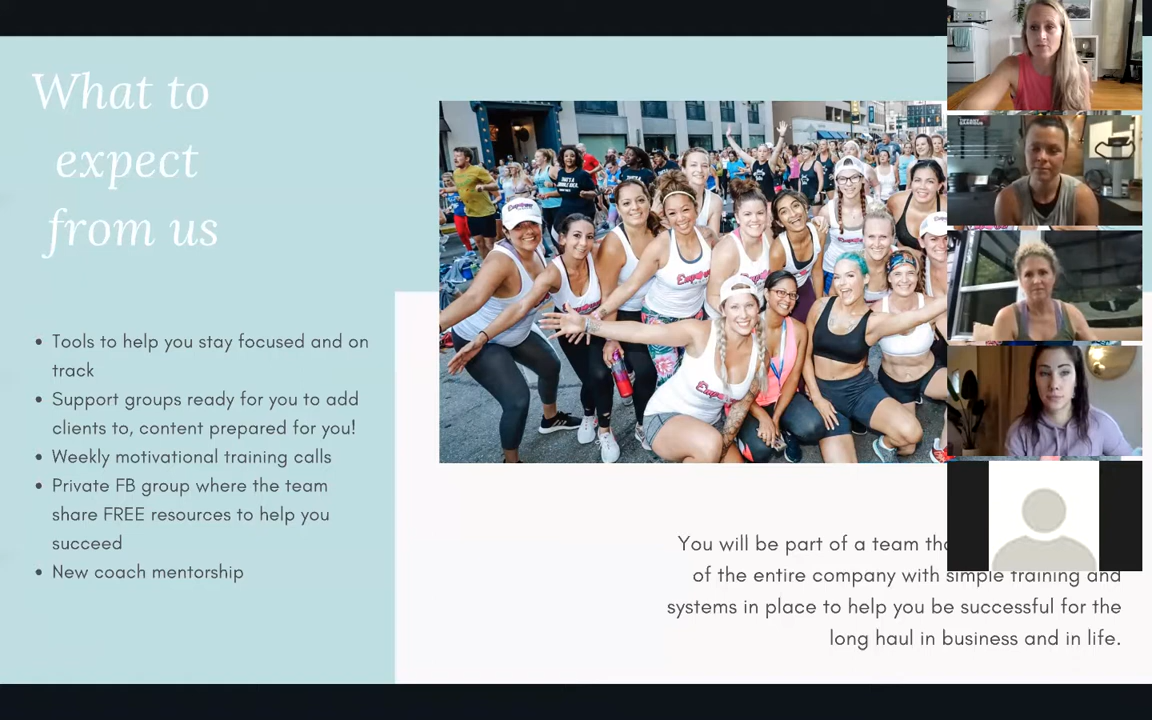 What to
expect
from us
• Tools to help you stay focused and on
track
• Support groups ready for you to add
clients to, content prepared for you!
• Weekly motivational training calls
• Private FB group where the team
share FREE resources to help you
succeed
• New coach mentorship
You will be part of a team
of the entire company with simple training and
systems in place to help you be successful for the
long haul in business and in life.